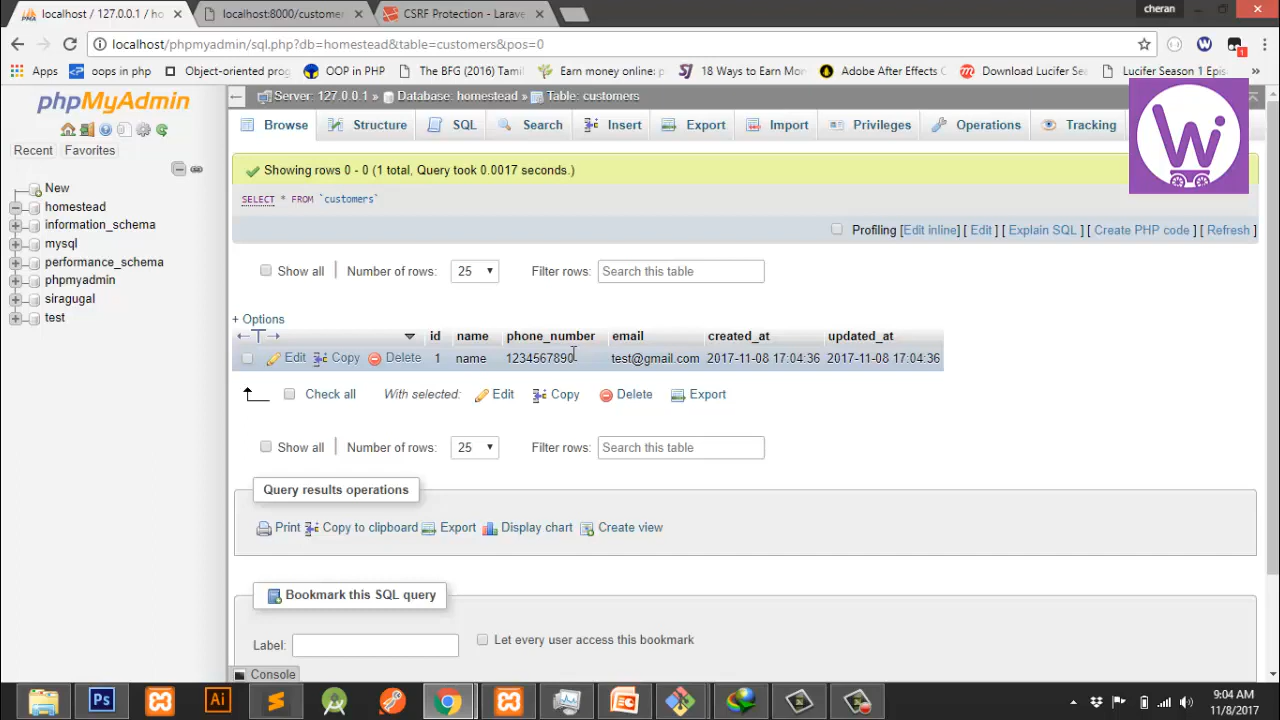 localhost / 127.0.0.1 / ho
localhost:8000/custome
CSRF Protection - Larave
cheran
localhost/phpmyadmin/sql.php?db=homestead&table=customers&pos=0
1
Apps
oops in php
Object-oriented prog
OOP in PHP
The BFG (2016) Tami
Earn money online: p
18 Ways to Earn Mon
Adobe After Effects C
Download Lucifer Sea
Lucifer Season 1 Epis
phpMyAdmin
Recent
Favorites
New
homestead
information_schema
mysql
performance_schema
phpmyadmin
siragugal
test
Server: 127.0.0.1 » Database: homestead » Table: customers
Browse
Structure
SQL
Search
Insert
Export
Import
Privileges
Operations
Tracking
Showing rows 0 - 0 (1 total, Query took 0.0017 seconds.)
SELECT * FROM `customers`
Profiling [Edit inline] [ Edit ] [ Explain SQL ] [ Create PHP code ] [ Refresh ]
Show all
Number of rows: 25
Filter rows: Search this table
+ Options
id name phone_number email created_at updated_at
Edit Copy Delete 1 name 1234567890 test@gmail.com 2017-11-08 17:04:36 2017-11-08 17:04:36
Check all With selected: Edit Copy Delete Export
Show all
Number of rows: 25
Filter rows: Search this table
Query results operations
Print Copy to clipboard Export Display chart Create view
Bookmark this SQL query
Label:
Let every user access this bookmark
Console
Ps
Ai
9:04 AM
11/8/2017